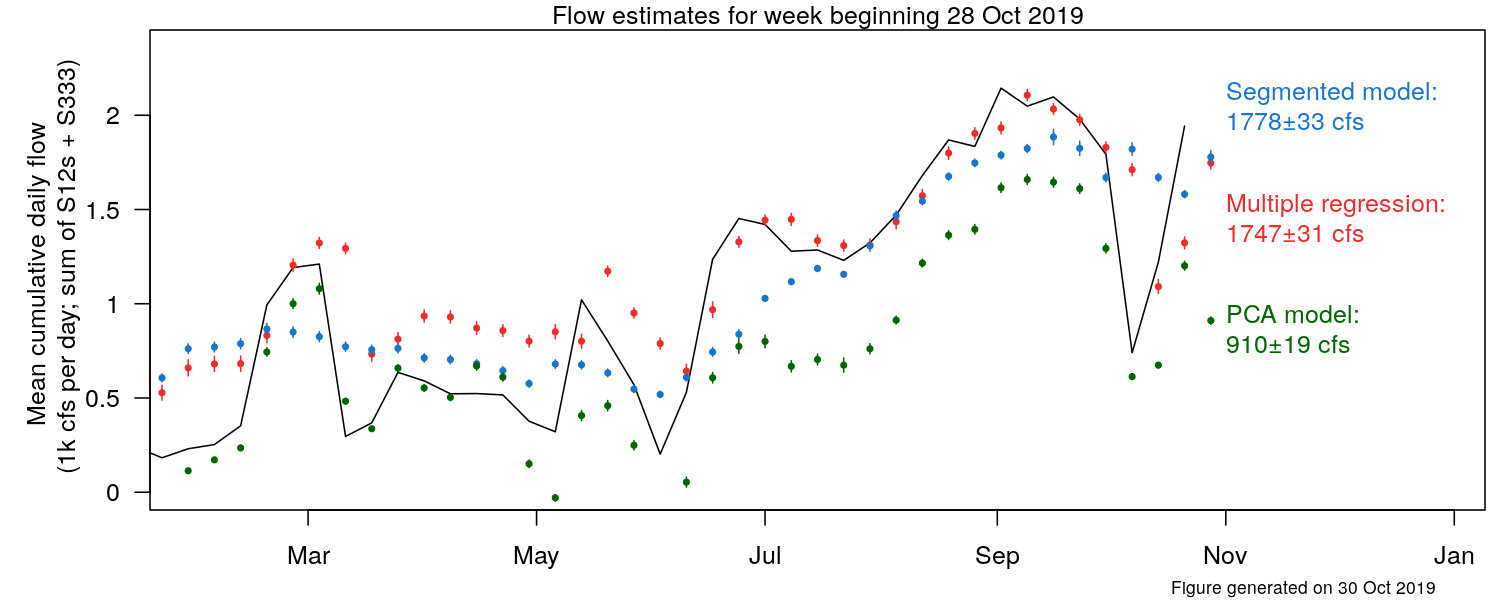 Flow estimates for week beginning 28 Oct 2019
Mean cumulative daily flow
(1k cfs per day; sum of S12s + S333)
2
1.5
1
0.5
0
Segmented model:
1778±33 cfs
Multiple regression:
1747±31 cfs
PCA model:
910±19 cfs
Mar May Jul Sep Nov Jan
FIgure generated on 30 Oct 2019